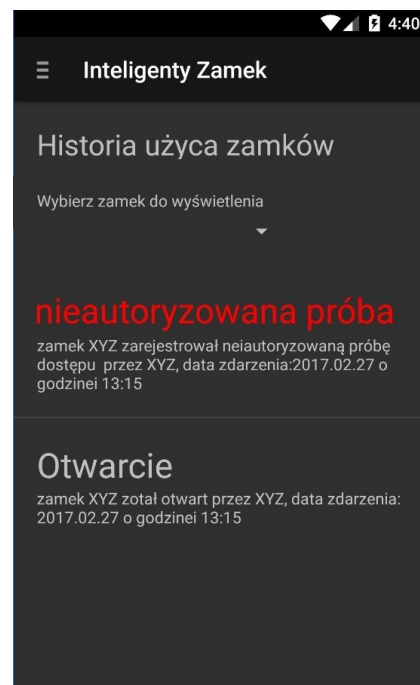 4:40
Inteligenty Zamek
Historia użyca zamków
Wybierz zamek do wyświetlenia
nieautoryzowana próba
zamek XYZ zarejestrował neiautoryzowaną próbę
dostępu przez XYZ, data zdarzenia:2017.02.27 o
godzinei 13:15
Otwarcie
zamek XYZ zotał otwart przez XYZ, data zdarzenia:
2017.02.27 o godzinei 13:15